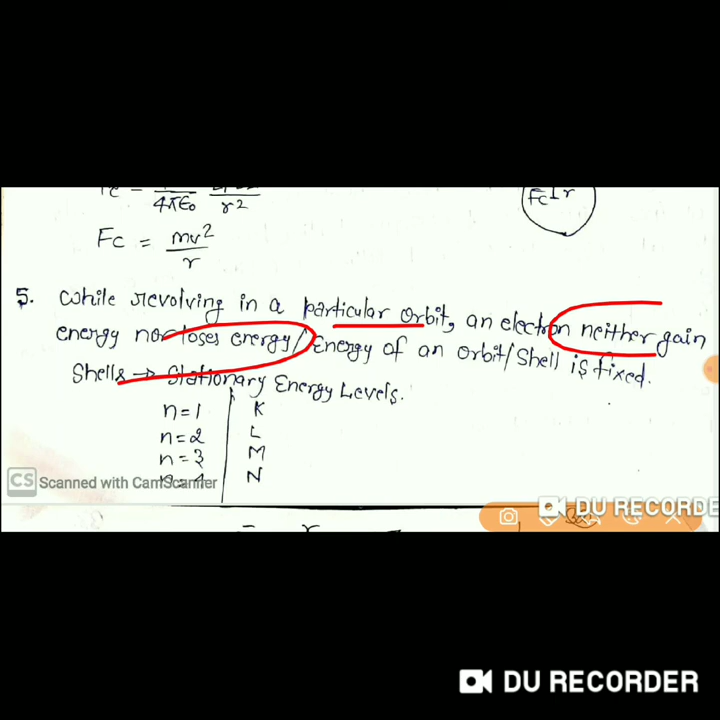 4πϵ₀ r2
Fc ⊥ r
Fc = mv²
r
5. While revolving in a particular orbit, an electron neither gain
energy nor loses energy/Energy of an orbit/Shell is fixed.
Shells → Stationary Energy Levels.
n=1 K
n=2 L
n=3 M
n=4 N
CS Scanned with CamScanner
DU RECORDER
DU RECORDER